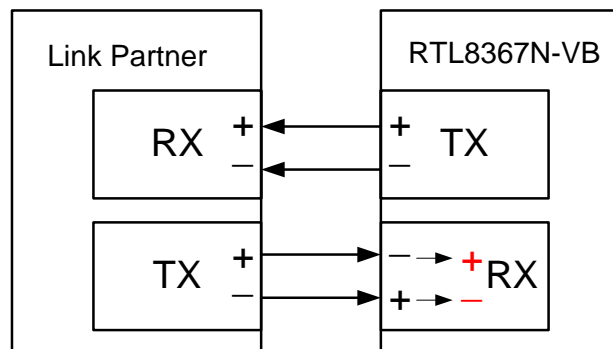 Link Partner
RTL8367N-VB
RX
+
−
+
−
TX
TX
+
−
− +
+ −
RX